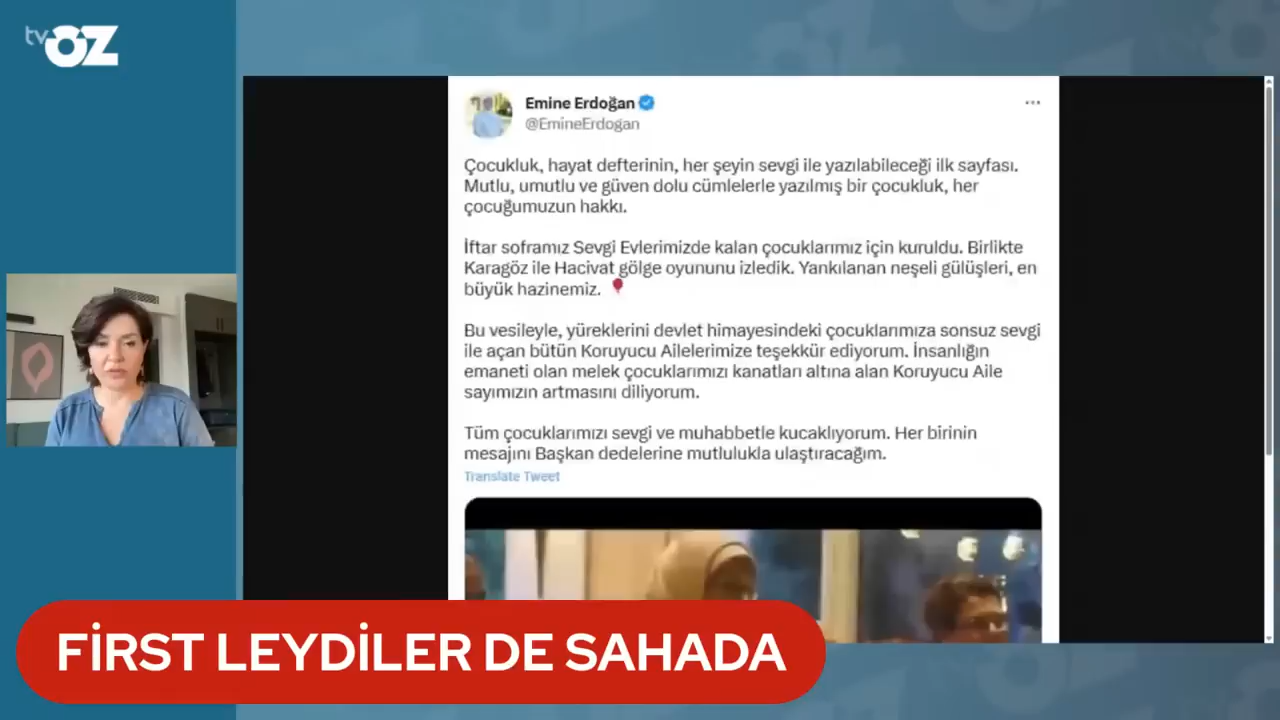 tv ÖZ
Emine Erdoğan
@EmineErdogan
Çocukluk, hayat defterinin, her şeyin sevgi ile yazılabileceği ilk sayfası.
Mutlu, umutlu ve güven dolu cümlelerle yazılmış bir çocukluk, her
çocuğumuzun hakkı.
İftar soframız Sevgi Evlerimizde kalan çocuklarımız için kuruldu. Birlikte
Karagöz ile Hacivat gölge oyununu izledik. Yankılanan neşeli gülüşleri, en
büyük hazinemiz.
Bu vesileyle, yüreklerini devlet himayesindeki çocuklarımıza sonsuz sevgi
ile açan bütün Koruyucu Ailelerimize teşekkür ediyorum. İnsanlığın
emaneti olan melek çocuklarımızı kanatları altına alan Koruyucu Aile
sayımızın artmasını diliyorum.
Tüm çocuklarımızı sevgi ve muhabbetle kucaklıyorum. Her birinin
mesajını Başkan dedelerine mutlulukla ulaştıracağım.
Translate Tweet
FİRST LEYDİLER DE SAHADA